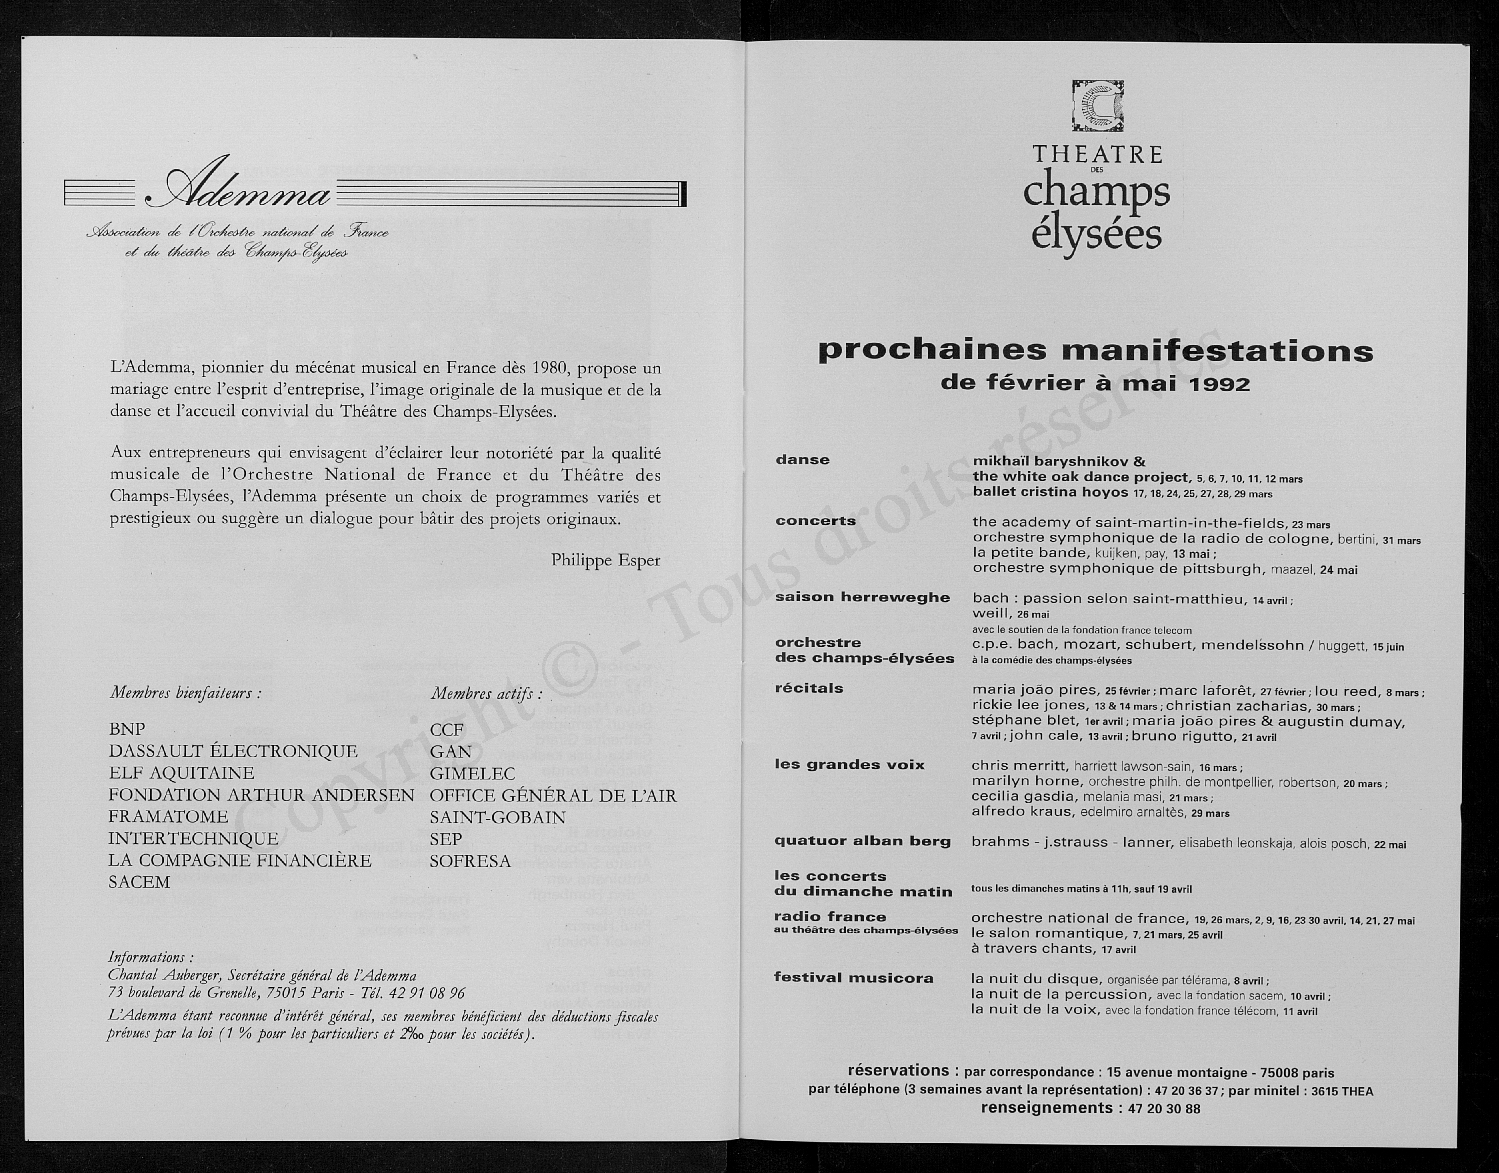 Ademma
Association de l'Orchestre national de France
et du théâtre des Champs-Elysées
L'Ademma, pionnier du mécénat musical en France dès 1980, propose un
mariage entre l'esprit d'entreprise, l'image originale de la musique et de la
danse et l'accueil convivial du Théâtre des Champs-Elysées.
Aux entrepreneurs qui envisagent d'éclairer leur notoriété par la qualité
musicale de l'Orchestre National de France et du Théâtre des
Champs-Elysées, l'Ademma présente un choix de programmes variés et
prestigieux ou suggère un dialogue pour bâtir des projets originaux.
Philippe Esper
Membres bienfaiteurs :
BNP
DASSAULT ÉLECTRONIQUE
ELF AQUITAINE
FONDATION ARTHUR ANDERSEN
FRAMATOME
INTERTECHNIQUE
LA COMPAGNIE FINANCIÈRE
SACEM
Membres actifs :
CCF
GAN
GIMELEC
OFFICE GÉNÉRAL DE L'AIR
SAINT-GOBAIN
SEP
SOFRESA
Informations :
Chantal Auberger, Secrétaire général de l'Ademma
73 boulevard de Grenelle, 75015 Paris - Tél. 42 91 08 96
L'Ademma étant reconnue d'intérêt général, ses membres bénéficient des déductions fiscales
prévues par la loi (1 % pour les particuliers et 2‰ pour les sociétés).
THEATRE
DES
champs
élysées
prochaines manifestations
de février à mai 1992
danse mikhaïl baryshnikov &
the white oak dance project, 5, 6, 7, 10, 11, 12 mars
ballet cristina hoyos 17, 18, 24, 25, 27, 28, 29 mars
concerts the academy of saint-martin-in-the-fields, 23 mars
orchestre symphonique de la radio de cologne, bertini, 31 mars
la petite bande, kuijken, pay, 13 mai ;
orchestre symphonique de pittsburgh, maazel, 24 mai
saison herreweghe bach : passion selon saint-matthieu, 14 avril ;
weill, 26 mai
avec le soutien de la fondation france telecom
orchestre
des champs-élysées
c.p.e. bach, mozart, schubert, mendelssohn / huggett, 15 juin
à la comédie des champs-élysées
récitals maria joão pires, 25 février ; marc laforêt, 27 février ; lou reed, 8 mars ;
rickie lee jones, 13 & 14 mars ; christian zacharias, 30 mars ;
stéphane blet, 1er avril ; maria joão pires & augustin dumay,
7 avril ; john cale, 13 avril ; bruno rigutto, 21 avril
les grandes voix chris merritt, harriett lawson-sain, 16 mars ;
marilyn horne, orchestre philh. de montpellier, robertson, 20 mars ;
cecilia gasdia, melania masi, 21 mars ;
alfredo kraus, edelmiro arnaltès, 29 mars
quatuor alban berg brahms - j.strauss - lanner, elisabeth leonskaja, alois posch, 22 mai
les concerts
du dimanche matin tous les dimanches matins à 11h, sauf 19 avril
radio france
au théâtre des champs-élysées
orchestre national de france, 19, 26 mars, 2, 9, 16, 23 30 avril, 14, 21, 27 mai
le salon romantique, 7, 21 mars, 25 avril
à travers chants, 17 avril
festival musicora la nuit du disque, organisée par télérama, 8 avril ;
la nuit de la percussion, avec la fondation sacem, 10 avril ;
la nuit de la voix, avec la fondation france télécom, 11 avril
réservations : par correspondance : 15 avenue montaigne - 75008 paris
par téléphone (3 semaines avant la représentation) : 47 20 36 37 ; par minitel : 3615 THEA
renseignements : 47 20 30 88
Copyright © - Tous droits réservés